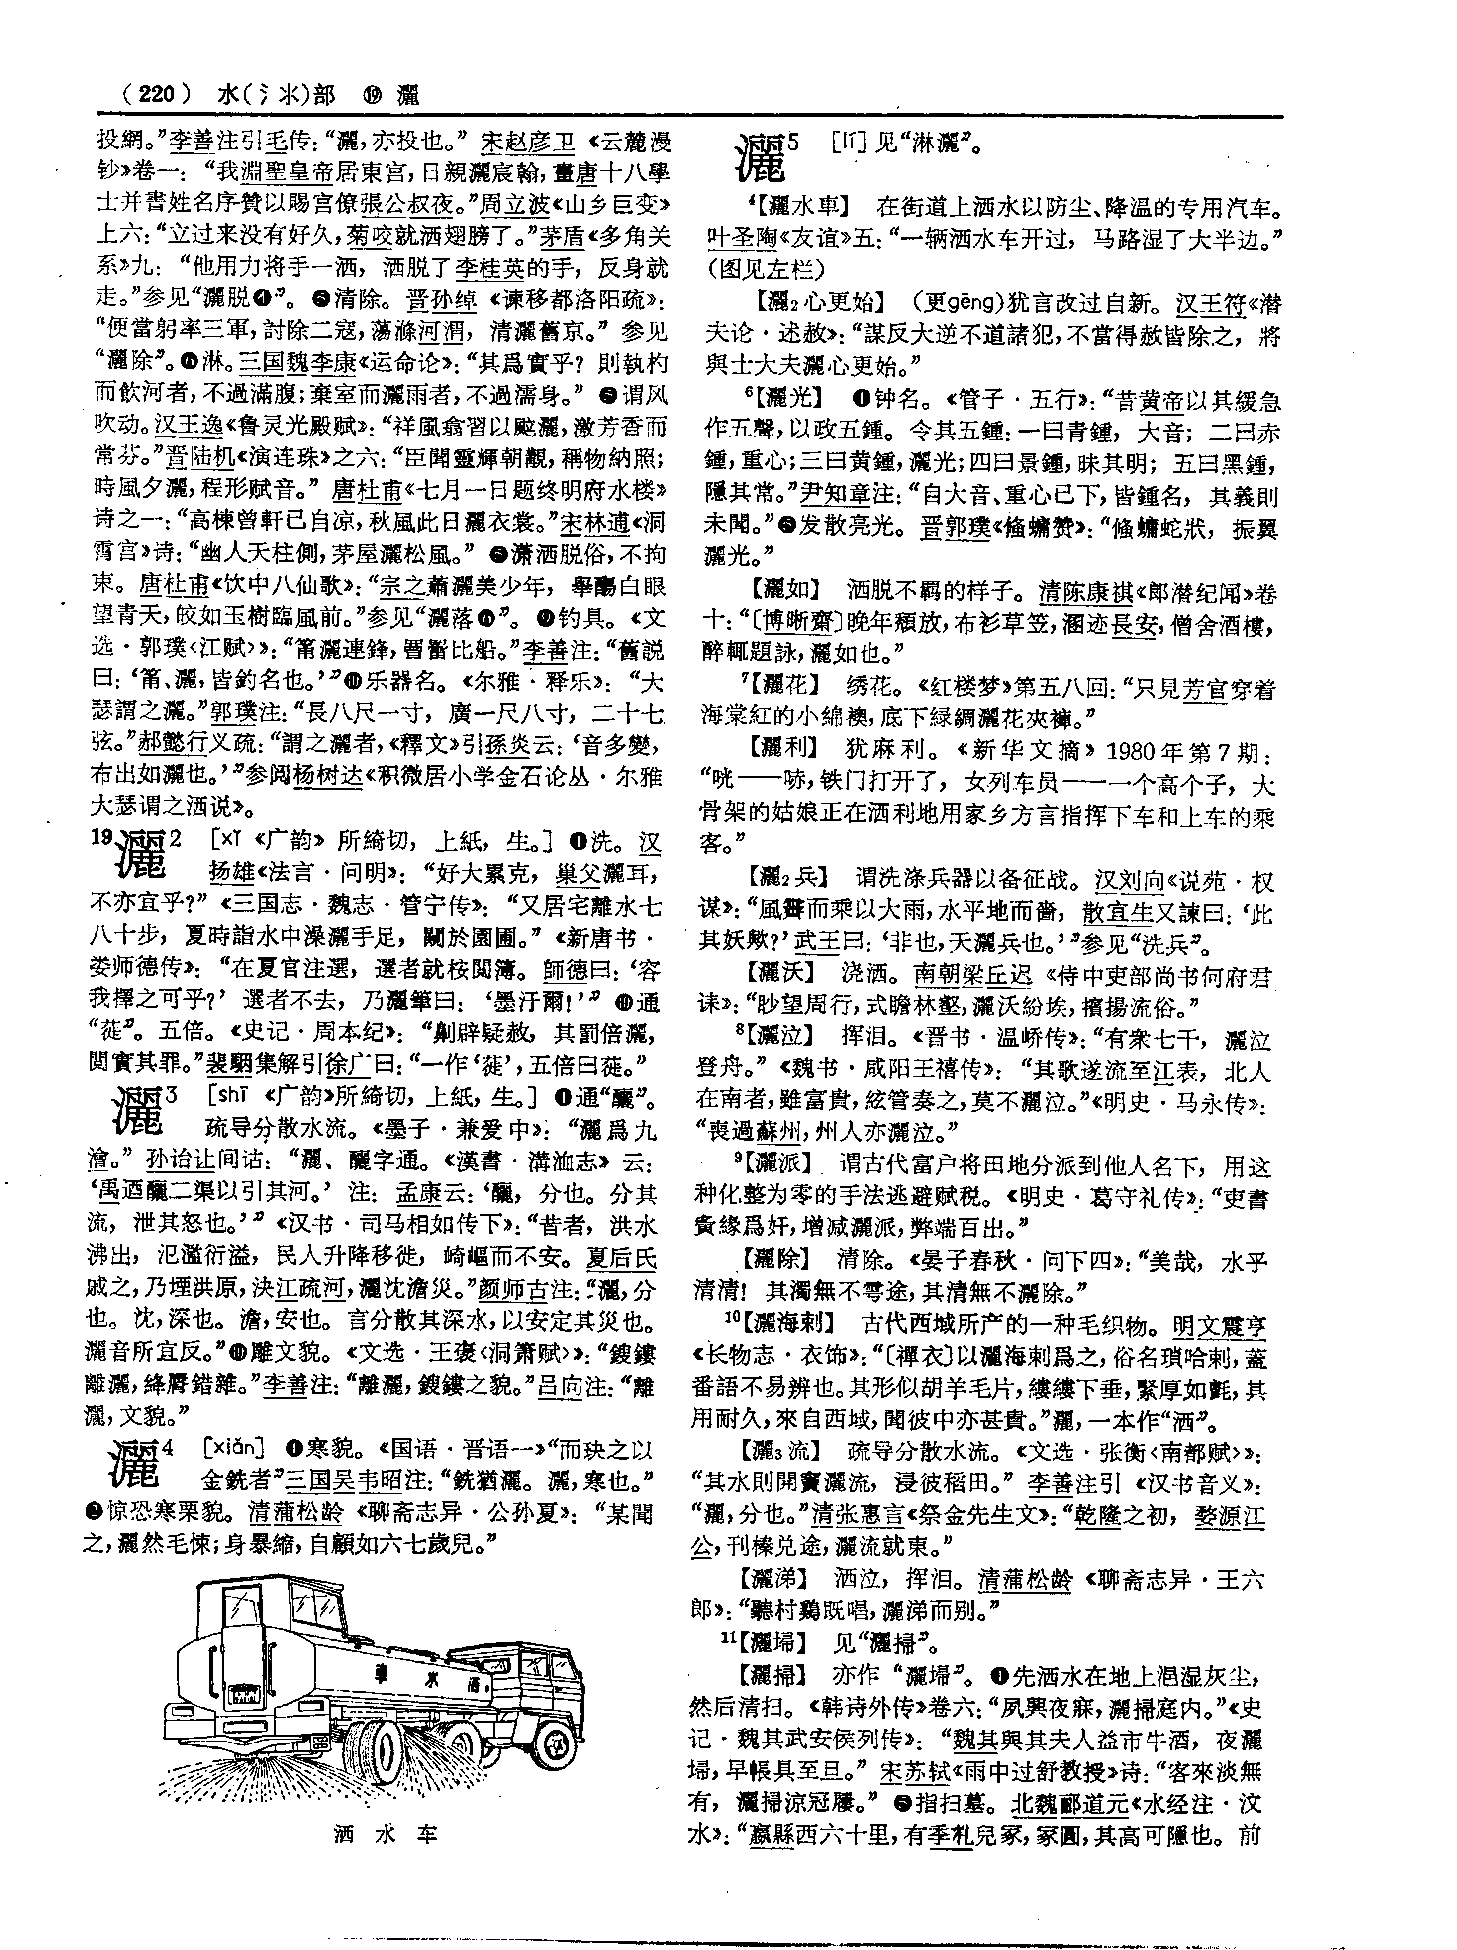 （220） 水(氵氺)部 ⑲ 灑
投網。”李善注引毛传：“灑，亦投也。” 宋赵彦卫《云麓漫
钞》卷一：“我淵聖皇帝居東宫，日親灑宸翰，畫唐十八學
士并書姓名序贊以賜宫僚張公叔夜。”周立波《山乡巨变》
上六：“立过来没有好久，菊咬就洒翅膀了。”茅盾《多角关
系》九：“他用力将手一洒，洒脱了李桂英的手，反身就
走。”参见“灑脱❹”。 ❺清除。晋孙绰《谏移都洛阳疏》：
“便當躬率三軍，討除二寇，蕩滌河渭，清灑舊京。” 参见
“灑除”。❻淋。三国魏李康《运命论》：“其爲實乎？則執杓
而飲河者，不過滿腹；棄室而灑雨者，不過濡身。” ❼谓风
吹动。汉王逸《鲁灵光殿赋》：“祥風翕習以颰灑，激芳香而
常芬。”晋陆机《演连珠》之六：“臣聞靈輝朝覯，稱物納照；
時風夕灑，程形赋音。” 唐杜甫《七月一日题终明府水楼》
诗之一：“高棟曾軒已自凉，秋風此日灑衣裳。”宋林逋《洞
霄宫》诗：“幽人天柱側，茅屋灑松風。” ❽潇洒脱俗，不拘
束。唐杜甫《饮中八仙歌》：“宗之蕭灑美少年，舉觴白眼
望青天，皎如玉樹臨風前。”参见“灑落❶”。 ❾钓具。《文
选·郭璞〈江赋〉》：“筩灑連鋒，罾䍤比船。”李善注：“舊説
曰：‘筩、灑，皆釣名也。’”❿乐器名。《尔雅·释乐》：“大
瑟謂之灑。”郭璞注：“長八尺一寸，廣一尺八寸，二十七
弦。”郝懿行义疏：“謂之灑者，《釋文》引孫炎云：‘音多變，
布出如灑也。’”参阅杨树达《积微居小学金石论丛·尔雅
大瑟谓之洒说》。
19灑2 [xǐ 《广韵》所綺切，上紙，生。] ❶洗。汉
扬雄《法言·问明》：“好大累克，巢父灑耳，
不亦宜乎？”《三国志·魏志·管宁传》：“又居宅離水七
八十步，夏時詣水中澡灑手足，闚於園圃。”《新唐书·
娄师德传》：“在夏官注選，選者就桉閲簿。師德曰：‘容
我擇之可乎？’ 選者不去，乃灑筆曰：‘墨汙爾！’” ❷通
“蓰”。五倍。《史记·周本纪》：“劓辟疑赦，其罰倍灑，
閲實其罪。”裴駰集解引徐广曰：“一作‘蓰’，五倍曰蓰。”
灑3 [shī 《广韵》所綺切，上紙，生。] ❶通“釃”。
疏导分散水流。《墨子·兼爱中》：“灑爲九
澮。” 孙诒让间诂：“灑、釃字通。《漢書·溝洫志》云：
‘禹迺釃二渠以引其河。’ 注：孟康云：‘釃，分也。分其
流，泄其怒也。’”《汉书·司马相如传下》：“昔者，洪水
沸出，氾濫衍溢，民人升降移徙，崎嶇而不安。夏后氏
戚之，乃堙洪原，決江疏河，灑沈澹災。”颜师古注：“灑，分
也。沈，深也。澹，安也。言分散其深水，以安定其災也。
灑音所宜反。”❷雕文貌。《文选·王褒〈洞箫赋〉》：“鎪鏤
離灑，絳脣錯雜。”李善注：“離灑，鎪鏤之貌。”吕向注：“離
灑，文貌。”
灑4 [xiǎn] ❶寒貌。《国语·晋语一》“而玦之以
金銑者”三国吴韦昭注：“銑猶灑。灑，寒也。”
❷惊恐寒栗貌。清蒲松龄《聊斋志异·公孙夏》：“某聞
之，灑然毛悚；身暴縮，自顧如六七歲兒。”
車 水 洒
洒 水 车
灑5 [lí] 见“淋灑”。
4【灑水車】 在街道上洒水以防尘、降温的专用汽车。
叶圣陶《友谊》五：“一辆洒水车开过，马路湿了大半边。”
（图见左栏）
【灑2心更始】 （更gēng）犹言改过自新。汉王符《潜
夫论·述赦》：“謀反大逆不道諸犯，不當得赦皆除之，將
與士大夫灑心更始。”
6【灑光】 ❶钟名。《管子·五行》：“昔黄帝以其緩急
作五聲，以政五鍾。令其五鍾：一曰青鍾，大音；二曰赤
鍾，重心；三曰黄鍾，灑光；四曰景鍾，昧其明；五曰黑鍾，
隱其常。”尹知章注：“自大音、重心已下，皆鍾名，其義則
未聞。”❷发散亮光。晋郭璞《䱻䗤赞》：“䱻䗤蛇狀，振翼
灑光。”
【灑如】 洒脱不羁的样子。清陈康祺《郎潜纪闻》卷
十：“〔博晰齋〕晚年頽放，布衫草笠，溷迹長安，僧舍酒樓，
醉輒題詠，灑如也。”
7【灑花】 绣花。《红楼梦》第五八回：“只見芳官穿着
海棠紅的小綿襖，底下緑綢灑花夾褲。”
【灑利】 犹麻利。《新华文摘》1980年第7期：
“咣——哧，铁门打开了，女列车员——一个高个子，大
骨架的姑娘正在洒利地用家乡方言指挥下车和上车的乘
客。”
【灑2兵】 谓洗涤兵器以备征战。汉刘向《说苑·权
谋》：“風霽而乘以大雨，水平地而嗇，散宜生又諫曰：‘此
其妖歟？’武王曰：‘非也，天灑兵也。’”参见“洗兵”。
【灑沃】 浇洒。南朝梁丘迟《侍中吏部尚书何府君
诔》：“眇望周行，式瞻林壑，灑沃紛埃，擯揚流俗。”
8【灑泣】 挥泪。《晋书·温峤传》：“有衆七千，灑泣
登舟。”《魏书·咸阳王禧传》：“其歌遂流至江表，北人
在南者，雖富貴，絃管奏之，莫不灑泣。”《明史·马永传》：
“喪過蘇州，州人亦灑泣。”
9【灑派】 谓古代富户将田地分派到他人名下，用这
种化整为零的手法逃避赋税。《明史·葛守礼传》：“吏書
夤緣爲奸，增减灑派，弊端百出。”
【灑除】 清除。《晏子春秋·问下四》：“美哉，水乎
清清！其濁無不雩途，其清無不灑除。”
10【灑海剌】 古代西域所产的一种毛织物。明文震亨
《长物志·衣饰》：“〔襌衣〕以灑海剌爲之，俗名瑣哈剌，蓋
番語不易辨也。其形似胡羊毛片，縷縷下垂，緊厚如氈，其
用耐久，來自西域，聞彼中亦甚貴。”灑，一本作“洒”。
【灑3流】 疏导分散水流。《文选·张衡〈南都赋〉》：
“其水則開竇灑流，浸彼稻田。” 李善注引《汉书音义》：
“灑，分也。”清张惠言《祭金先生文》：“乾隆之初，婺源江
公，刊榛兑途，灑流就東。”
【灑涕】 洒泣，挥泪。清蒲松龄《聊斋志异·王六
郎》：“聽村鷄既唱，灑涕而别。”
11【灑埽】 见“灑掃”。
【灑掃】 亦作“灑埽”。❶先洒水在地上浥湿灰尘，
然后清扫。《韩诗外传》卷六：“夙興夜寐，灑掃庭内。”《史
记·魏其武安侯列传》：“魏其與其夫人益市牛酒，夜灑
埽，早帳具至旦。” 宋苏轼《雨中过舒教授》诗：“客來淡無
有，灑掃涼冠屨。” ❷指扫墓。北魏郦道元《水经注·汶
水》：“嬴縣西六十里，有季札兒冢，冢圓，其高可隱也。前